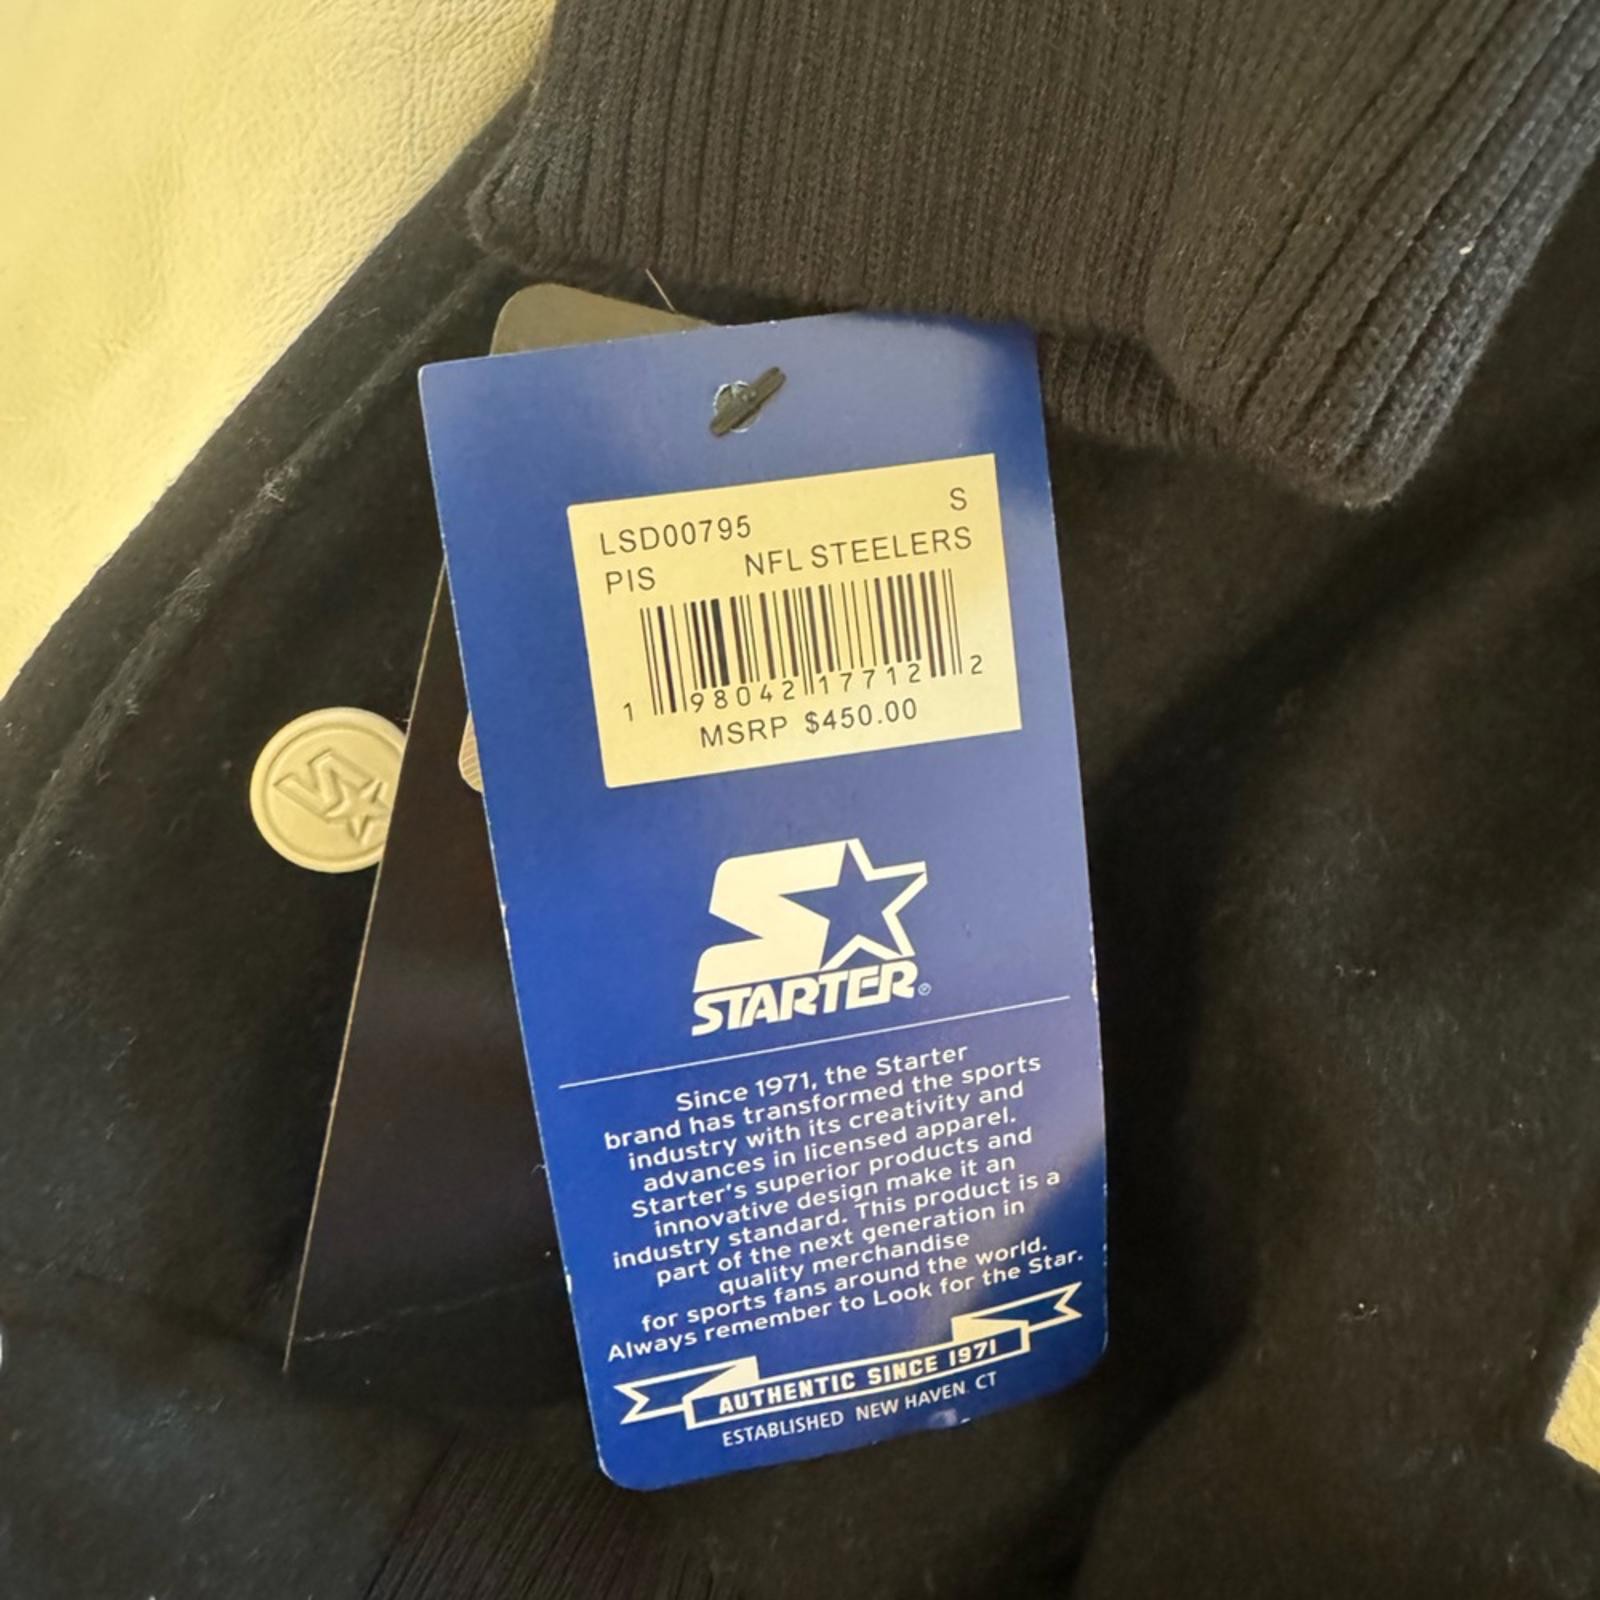 LSD00795 S
PIS NFL STEELERS
1 98042 17712 2
MSRP $450.00
STARTER®
Since 1971, the Starter
brand has transformed the sports
industry with its creativity and
advances in licensed apparel.
Starter's superior products and
innovative design make it an
industry standard. This product is a
part of the next generation in
quality merchandise
for sports fans around the world.
Always remember to Look for the Star.
AUTHENTIC SINCE 1971
ESTABLISHED NEW HAVEN, CT